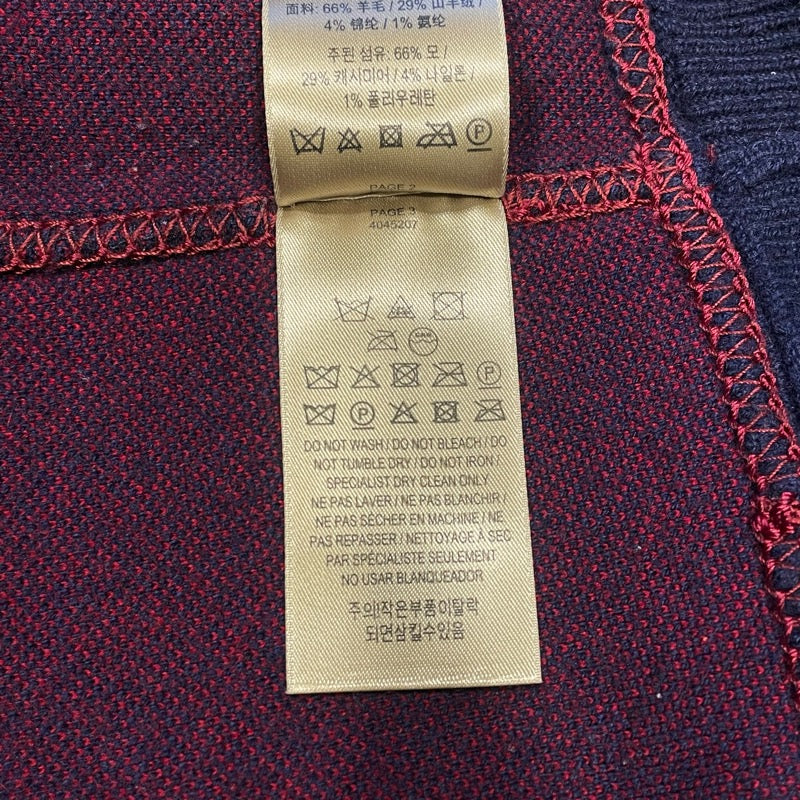 面料: 66% 羊毛 / 29% 山羊绒 /
4% 锦纶 / 1% 氨纶
주된 섬유: 66% 모 /
29% 캐시미어 / 4% 나일론 /
1% 폴리우레탄
P
PAGE 2
PAGE 3
4045207
P
P
DO NOT WASH / DO NOT BLEACH / DO
NOT TUMBLE DRY / DO NOT IRON /
SPECIALIST DRY CLEAN ONLY
NE PAS LAVER / NE PAS BLANCHIR /
NE PAS SÉCHER EN MACHINE / NE
PAS REPASSER / NETTOYAGE À SEC
PAR SPÉCIALISTE SEULEMENT
NO USAR BLANQUEADOR
주의!작은부품이탈락
되면삼킬수있음